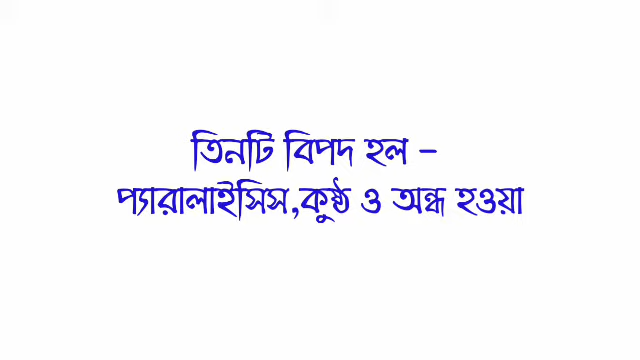 তিনটি বিপদ হল –
প্যারালাইসিস,কুষ্ঠ ও অন্ধ হওয়া